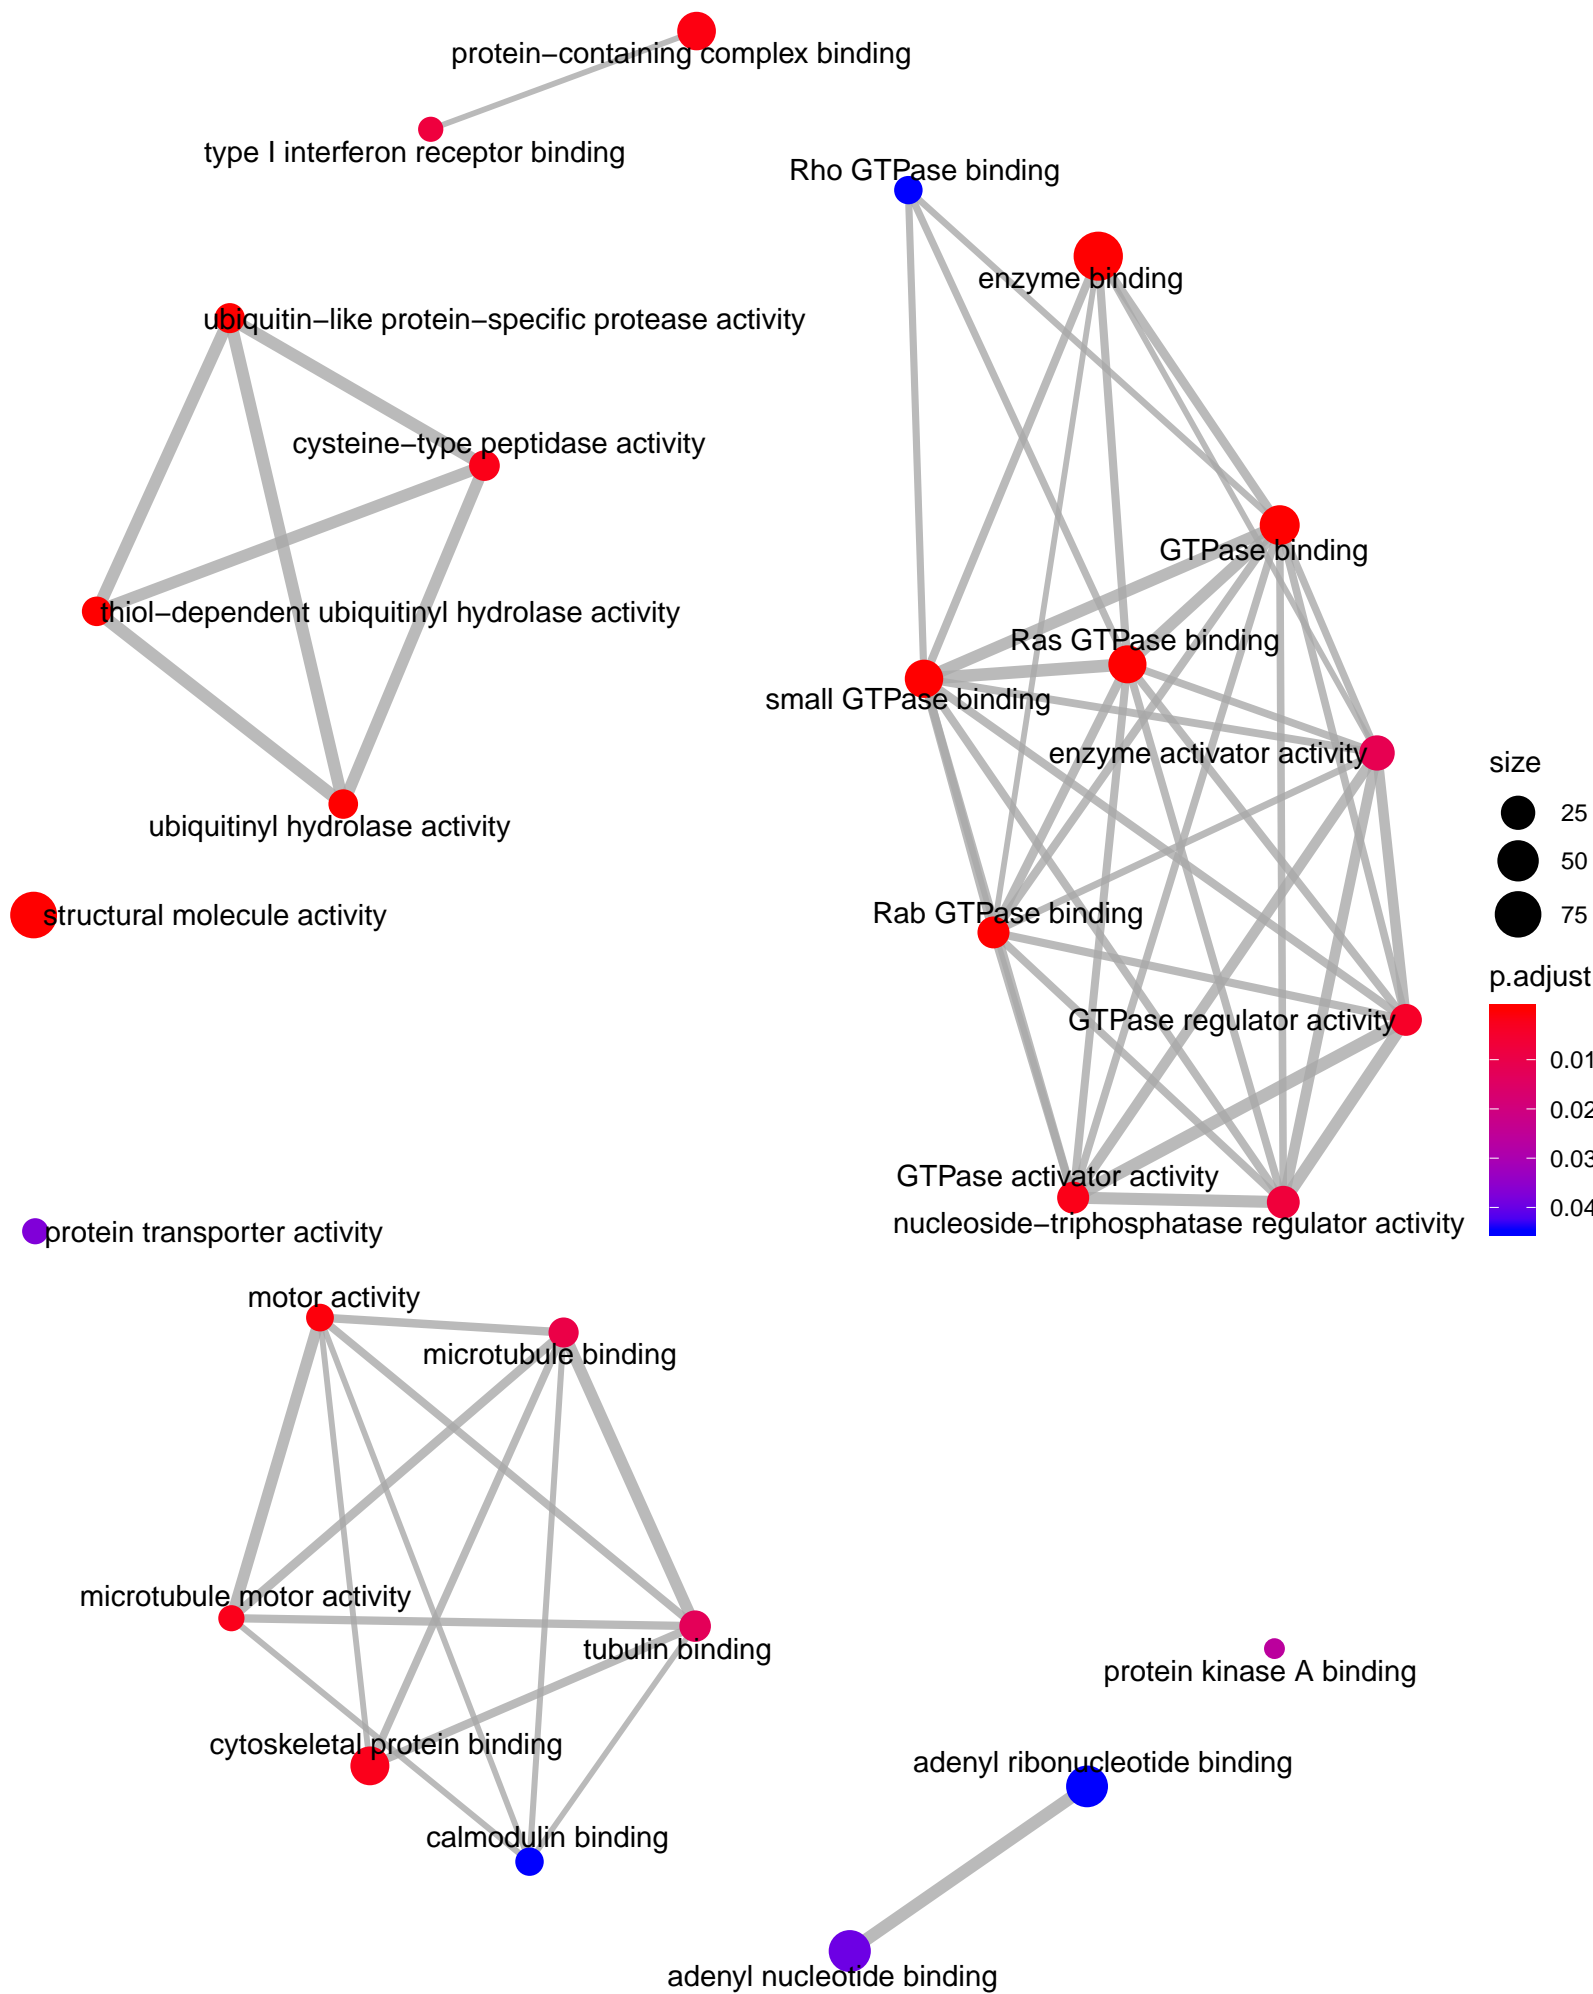 protein−containing complex binding
type I interferon receptor binding
Rho GTPase binding
enzyme binding
ubiquitin−like protein−specific protease activity
cysteine−type peptidase activity
GTPase binding
thiol−dependent ubiquitinyl hydrolase activity
Ras GTPase binding
small GTPase binding
enzyme activator activity
size
25
50
75
ubiquitinyl hydrolase activity
structural molecule activity
Rab GTPase binding
p.adjust
0.01
0.02
0.03
0.04
GTPase regulator activity
GTPase activator activity
nucleoside−triphosphatase regulator activity
protein transporter activity
motor activity
microtubule binding
microtubule motor activity
tubulin binding
protein kinase A binding
cytoskeletal protein binding
adenyl ribonucleotide binding
calmodulin binding
adenyl nucleotide binding